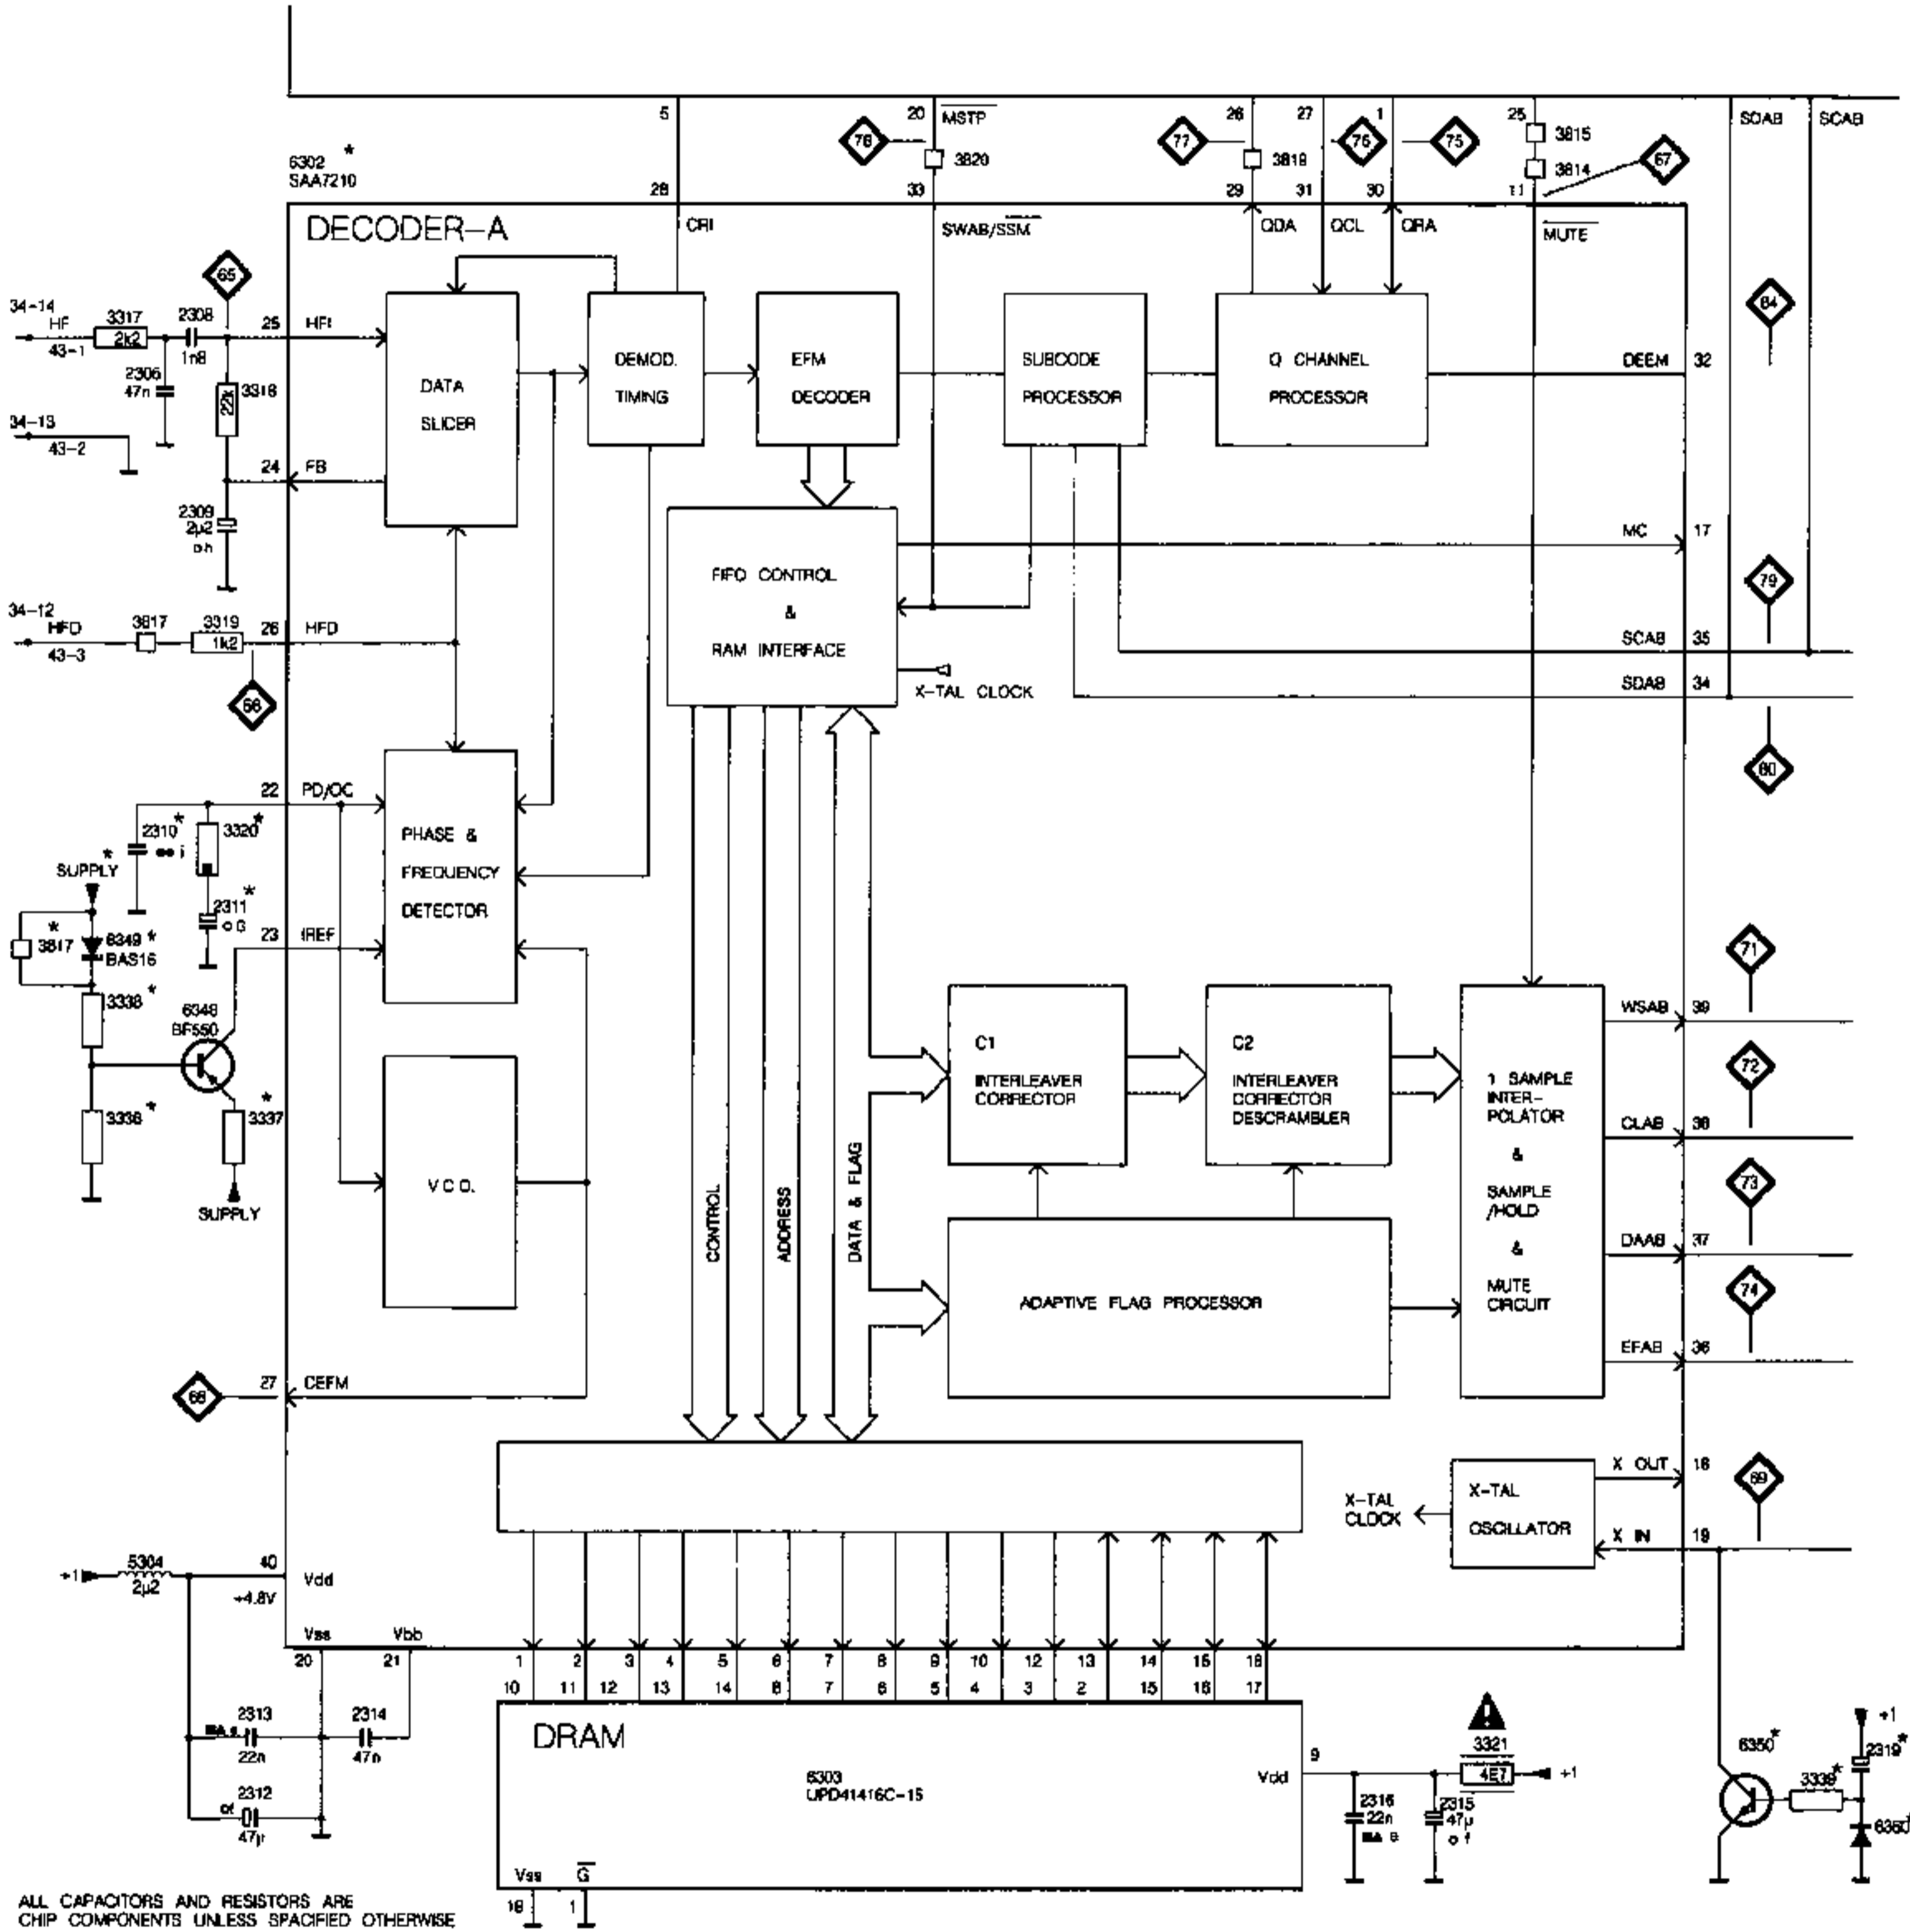 5
20
MSTP
26
27
1
25
SDAB
SCAB
78
77
76
75
3815
67
3820
3819
3814
6302 *
SAA7210
28
33
29
31
30
11
DECODER-A
CRI
SWAB/SSM
QDA
QCL
QRA
MUTE
65
34-14
HF
43-1
3317
2k2
2308
1n8
25
HFI
64
2306
47n
3318
22k
DATA
SLICER
DEMOD.
TIMING
EFM
DECODER
SUBCODE
PROCESSOR
Q CHANNEL
PROCESSOR
DEEM
32
34-13
43-2
24
FB
2309
2µ2
MC
17
FIFO CONTROL
&
RAM INTERFACE
79
34-12
HFD
43-3
3817
3319
1k2
26
HFD
SCAB
35
X-TAL CLOCK
SDAB
34
66
80
22
PD/OC
2310 *
3320 *
PHASE &
FREQUENCY
DETECTOR
*
SUPPLY
2311 *
*
3817
6349 *
BAS16
23
IREF
71
3338 *
6348
BF550
WSAB
39
C1
INTERLEAVER
CORRECTOR
C2
INTERLEAVER
CORRECTOR
DESCRAMBLER
1 SAMPLE
INTER-
POLATOR
&
SAMPLE
/HOLD
&
MUTE
CIRCUIT
72
3336 *
*
3337
CLAB
38
V C O.
CONTROL
ADDRESS
DATA & FLAG
73
SUPPLY
DAAB
37
74
ADAPTIVE FLAG PROCESSOR
EFAB
36
68
27
CEFM
X OUT
18
69
X-TAL
CLOCK
X-TAL
OSCILLATOR
X IN
19
+1
5304
2µ2
40
Vdd
+4.8V
Vss
Vbb
20
21
1
2
3
4
5
6
7
8
9
10
12
13
14
15
16
10
11
12
13
14
8
7
6
5
4
3
2
15
16
17
2313
22n
2314
47n
DRAM
3321
4E7
+1
9
Vdd
6350 *
+1
2319 *
3339 *
6303
UPD41416C-15
2312
47µ
2316
22n
2315
47µ
Vss
G
18
1
ALL CAPACITORS AND RESISTORS ARE
CHIP COMPONENTS UNLESS SPACIFIED OTHERWISE